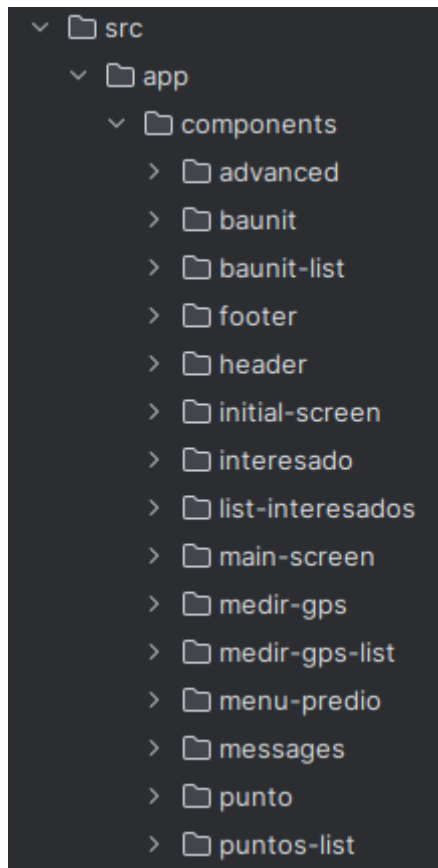 src
app
components
advanced
baunit
baunit-list
footer
header
initial-screen
interesado
list-interesados
main-screen
medir-gps
medir-gps-list
menu-predio
messages
punto
puntos-list